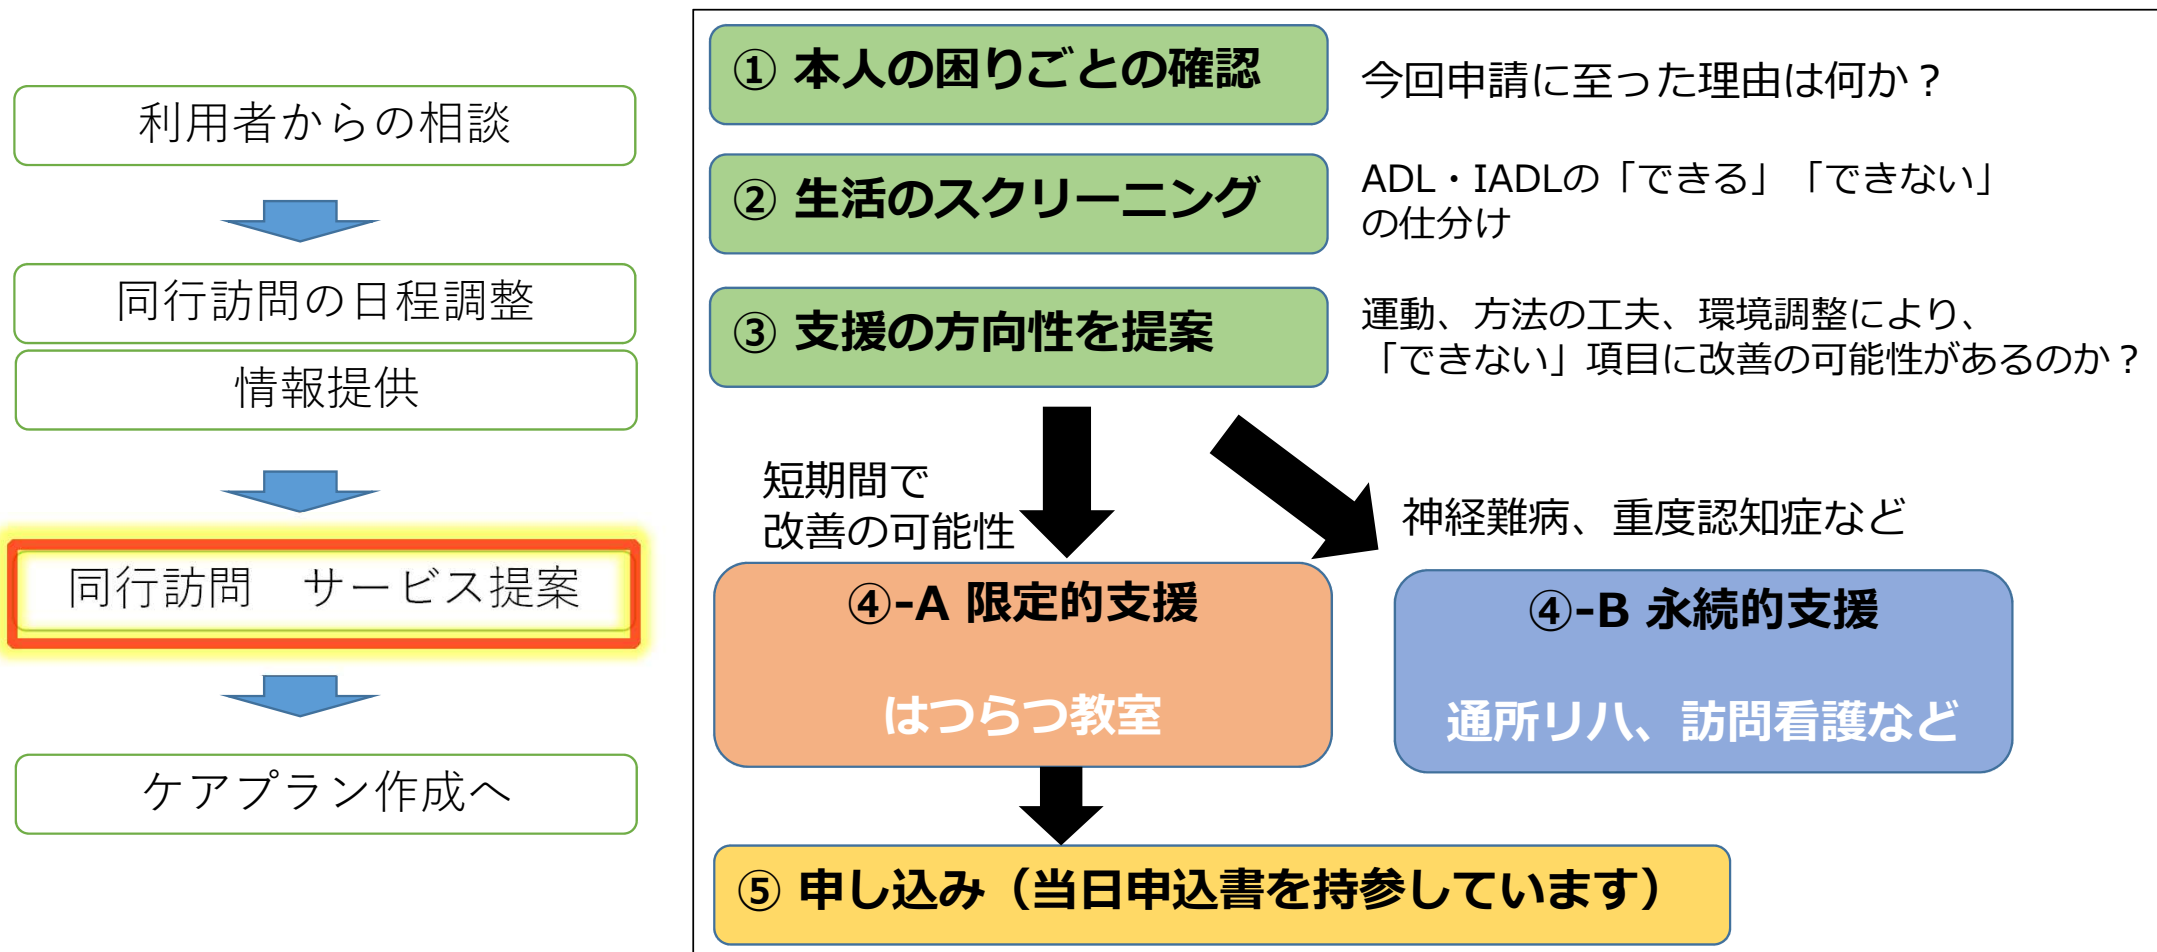 利用者からの相談
同行訪問の日程調整
情報提供
同行訪問　サービス提案
ケアプラン作成へ
① 本人の困りごとの確認
今回申請に至った理由は何か？
② 生活のスクリーニング
ADL・IADLの「できる」「できない」
の仕分け
③ 支援の方向性を提案
運動、方法の工夫、環境調整により、
「できない」項目に改善の可能性があるのか？
短期間で
改善の可能性
神経難病、重度認知症など
④-A 限定的支援
はつらつ教室
④-B 永続的支援
通所リハ、訪問看護など
⑤ 申し込み（当日申込書を持参しています）